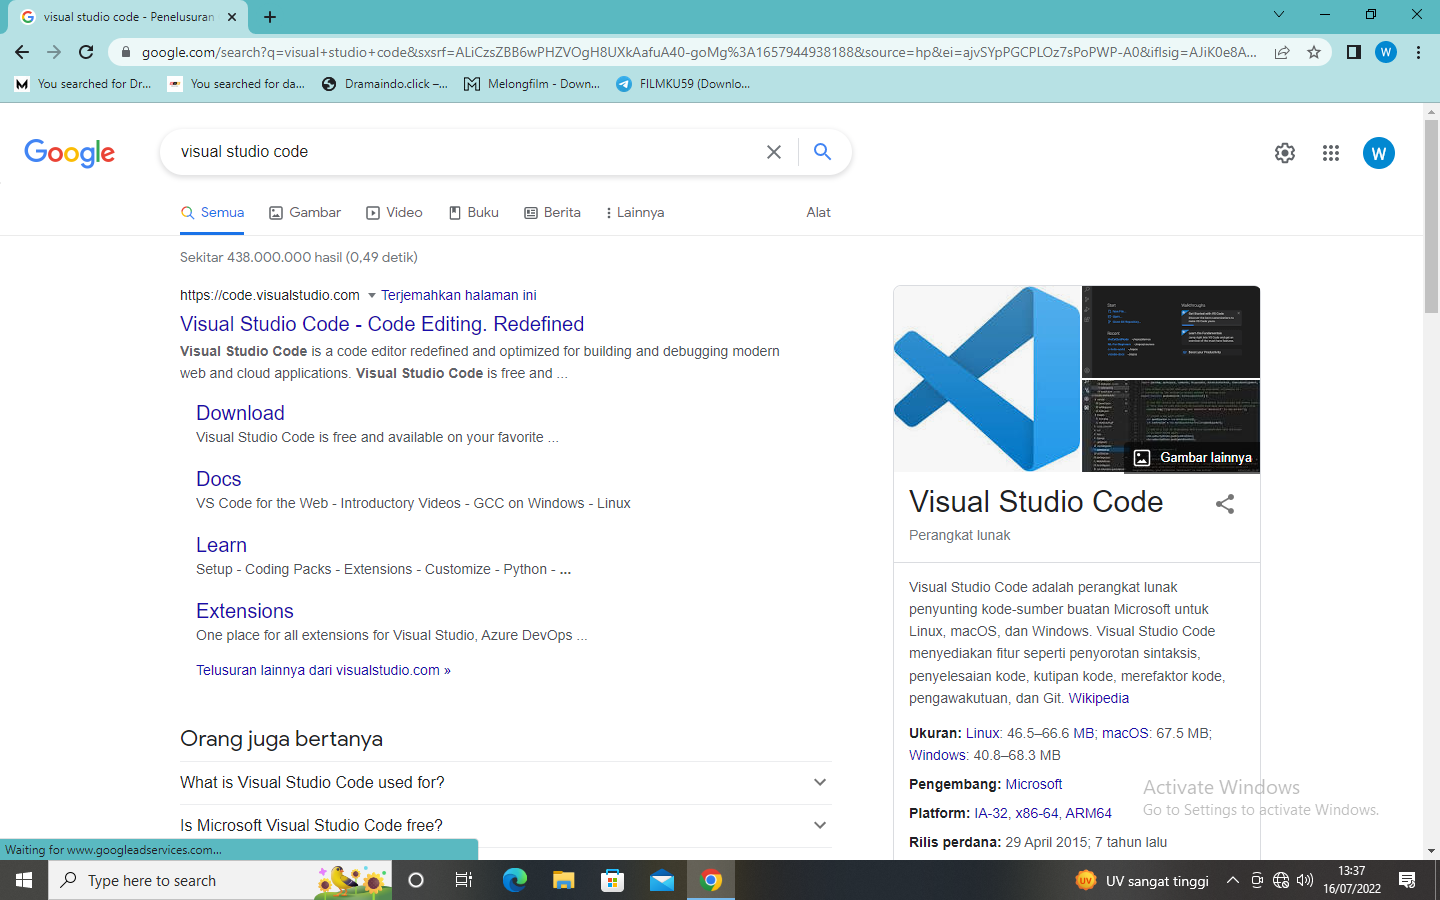 visual studio code - Penelusuran
google.com/search?q=visual+studio+code&sxsrf=ALiCzsZBB6wPHZVOgH8UXkAafuA40-goMg%3A1657944938188&source=hp&ei=ajvSYpPGCPLOz7sPoPWP-A0&iflsig=AJiK0e8A...
W
You searched for Dr...
You searched for da...
Dramaindo.click –...
Melongfilm - Down...
FILMKU59 (Downlo...
Google
visual studio code
W
Semua
Gambar
Video
Buku
Berita
Lainnya
Alat
Sekitar 438.000.000 hasil (0,49 detik)
https://code.visualstudio.com Terjemahkan halaman ini
Visual Studio Code - Code Editing. Redefined
Visual Studio Code is a code editor redefined and optimized for building and debugging modern
web and cloud applications. Visual Studio Code is free and ...
Download
Visual Studio Code is free and available on your favorite ...
Docs
VS Code for the Web - Introductory Videos - GCC on Windows - Linux
Learn
Setup - Coding Packs - Extensions - Customize - Python - ...
Extensions
One place for all extensions for Visual Studio, Azure DevOps ...
Telusuran lainnya dari visualstudio.com »
Orang juga bertanya
What is Visual Studio Code used for?
Is Microsoft Visual Studio Code free?
Gambar lainnya
Visual Studio Code
Perangkat lunak
Visual Studio Code adalah perangkat lunak
penyunting kode-sumber buatan Microsoft untuk
Linux, macOS, dan Windows. Visual Studio Code
menyediakan fitur seperti penyorotan sintaksis,
penyelesaian kode, kutipan kode, merefaktor kode,
pengawakutuan, dan Git. Wikipedia
Ukuran: Linux: 46.5–66.6 MB; macOS: 67.5 MB;
Windows: 40.8–68.3 MB
Pengembang: Microsoft
Platform: IA-32, x86-64, ARM64
Rilis perdana: 29 April 2015; 7 tahun lalu
Activate Windows
Go to Settings to activate Windows.
Waiting for www.googleadservices.com...
Type here to search
UV
UV sangat tinggi
13:37
16/07/2022